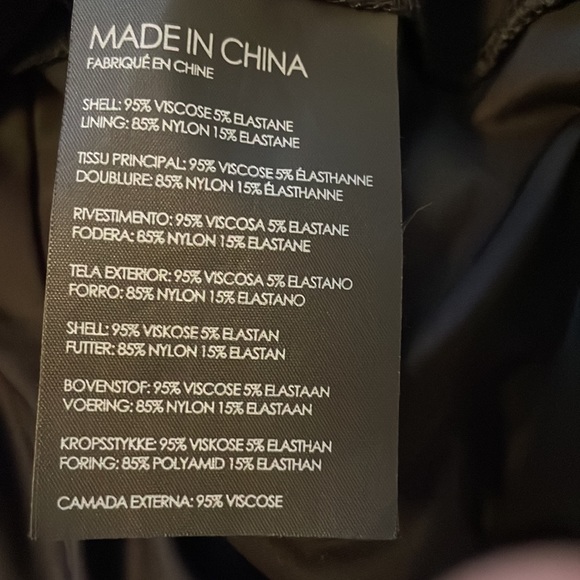 MADE IN CHINA
FABRIQUÉ EN CHINE
SHELL: 95% VISCOSE 5% ELASTANE
LINING: 85% NYLON 15% ELASTANE
TISSU PRINCIPAL: 95% VISCOSE 5% ÉLASTHANNE
DOUBLURE: 85% NYLON 15% ÉLASTHANNE
RIVESTIMENTO: 95% VISCOSA 5% ELASTANE
FODERA: 85% NYLON 15% ELASTANE
TELA EXTERIOR: 95% VISCOSA 5% ELASTANO
FORRO: 85% NYLON 15% ELASTANO
SHELL: 95% VISKOSE 5% ELASTAN
FUTTER: 85% NYLON 15% ELASTAN
BOVENSTOF: 95% VISCOSE 5% ELASTAAN
VOERING: 85% NYLON 15% ELASTAAN
KROPSSTYKKE: 95% VISKOSE 5% ELASTHAN
FORING: 85% POLYAMID 15% ELASTHAN
CAMADA EXTERNA: 95% VISCOSE